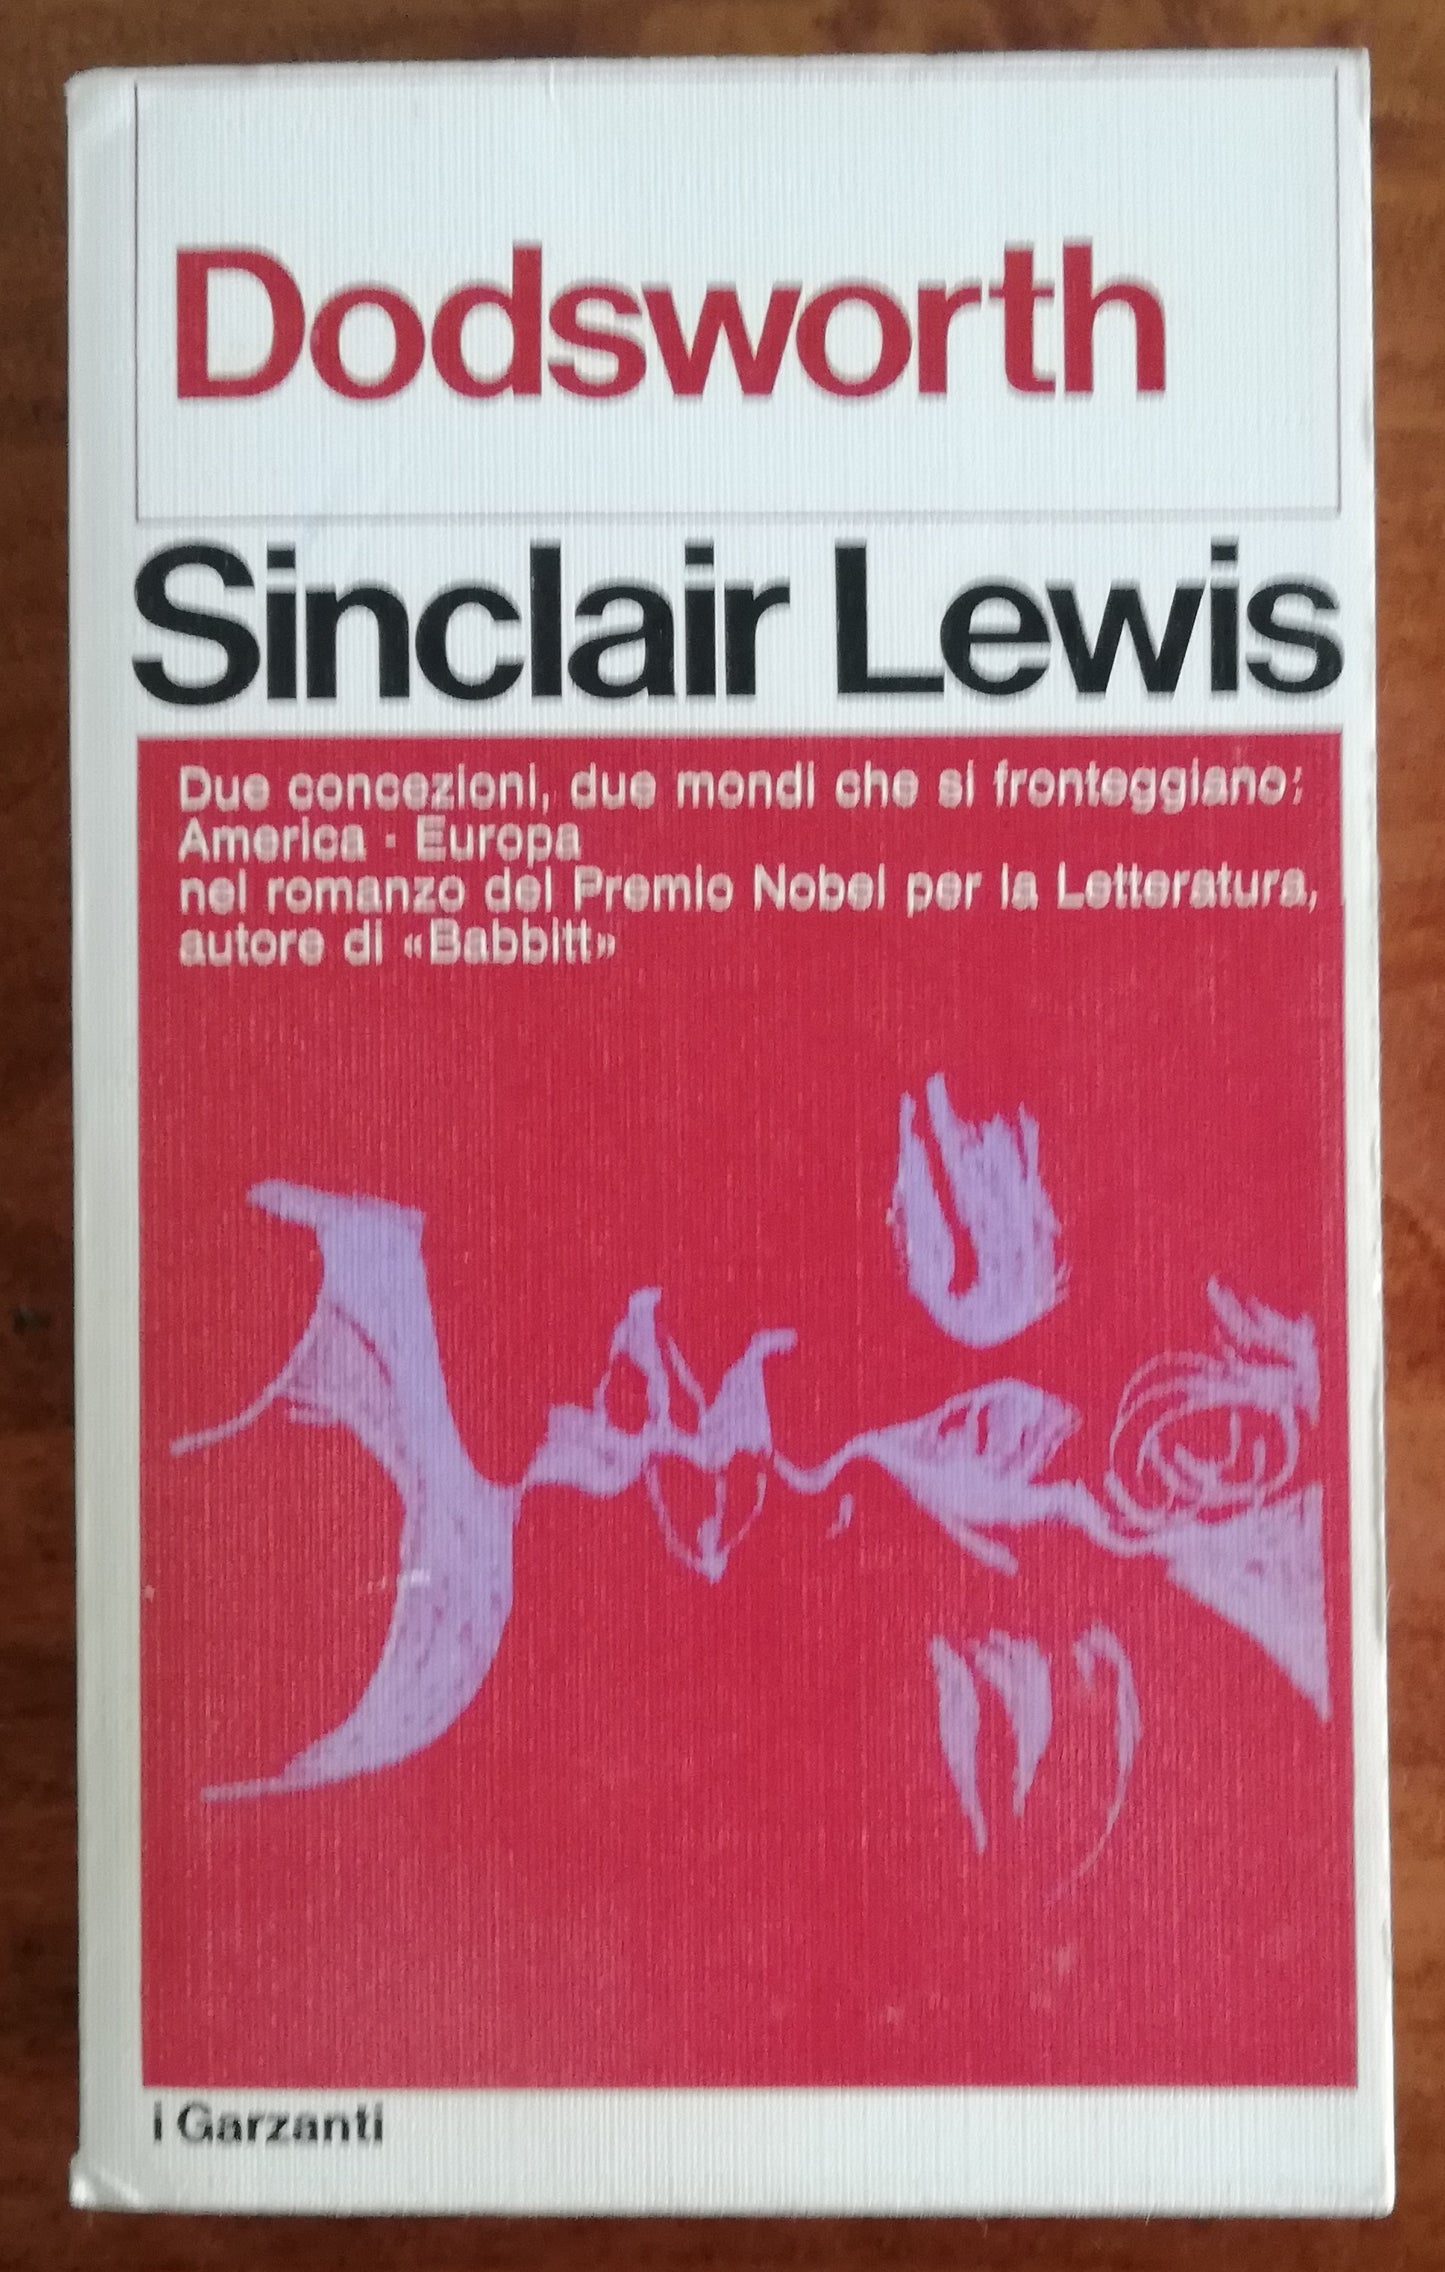 Dodsworth
Sinclair Lewis
Due concezioni, due mondi che si fronteggiano:
America - Europa
nel romanzo del Premio Nobel per la Letteratura,
autore di «Babbitt»
i Garzanti